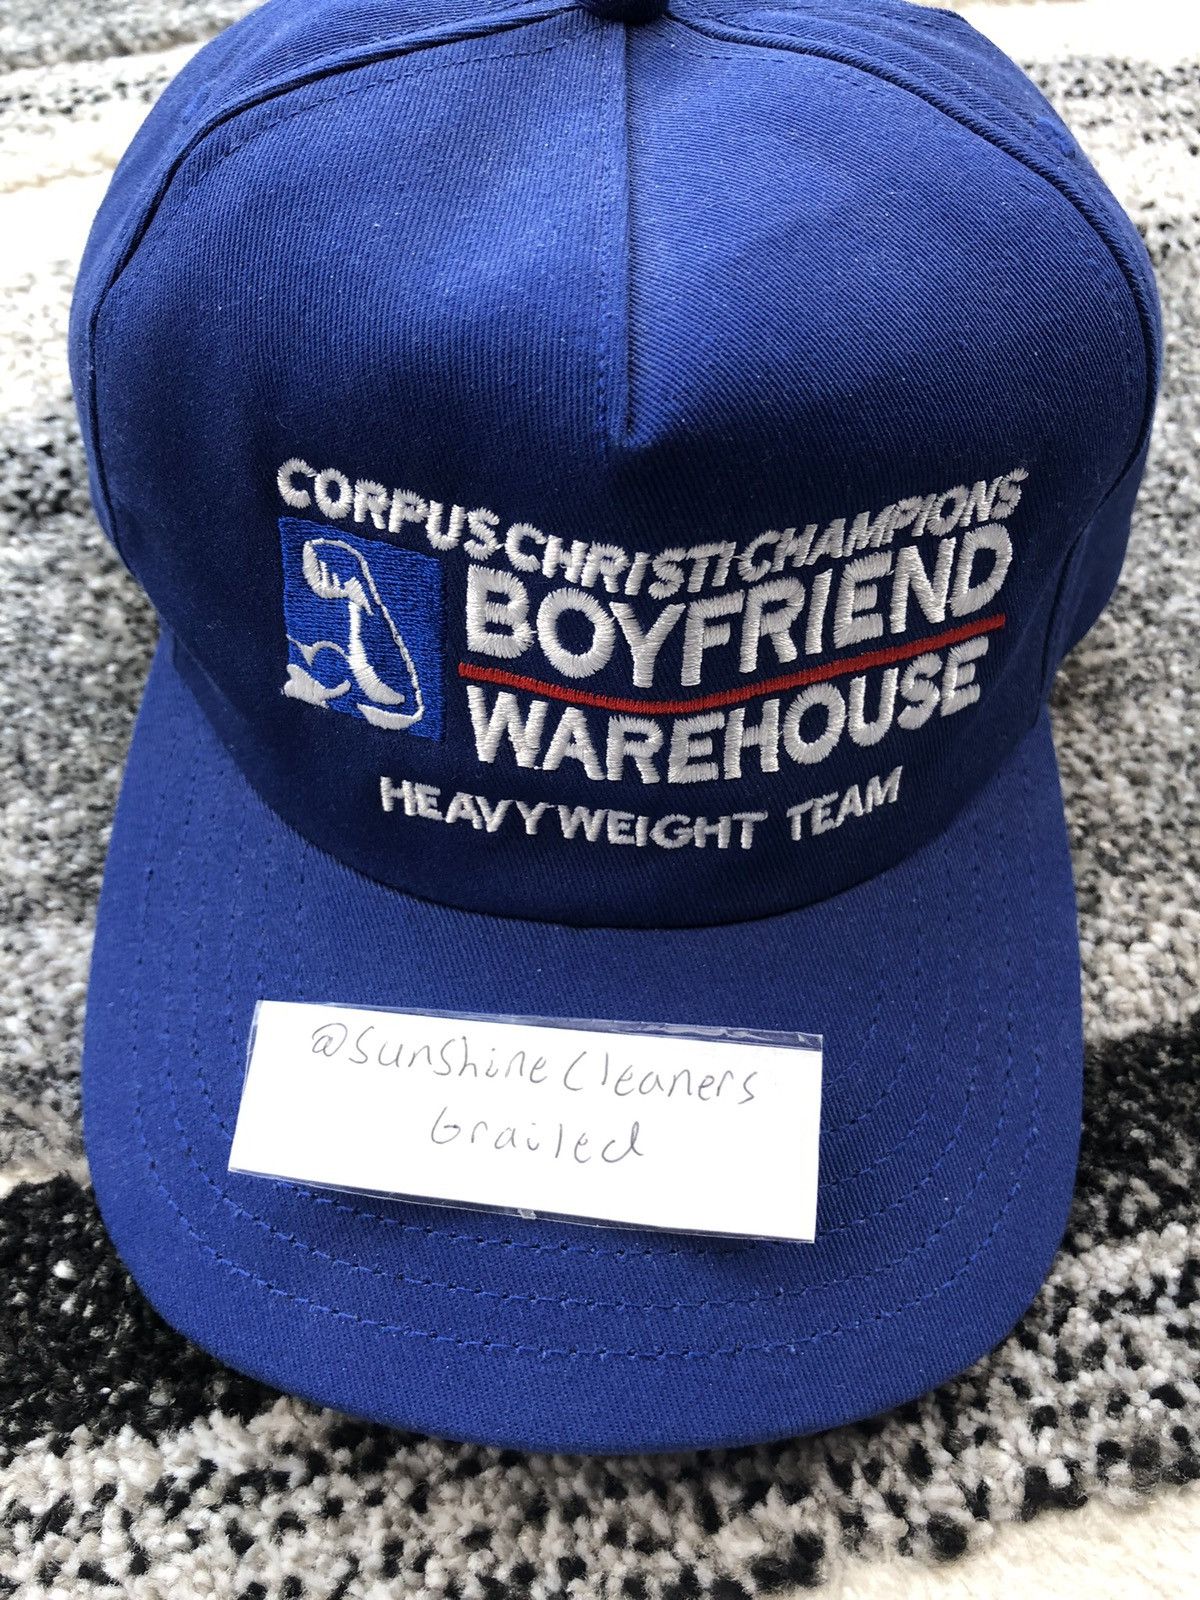 CORPUS CHRISTI CHAMPIONS
BOYFRIEND
WAREHOUSE
HEAVYWEIGHT TEAM
@sunshineCleaners
Grailed